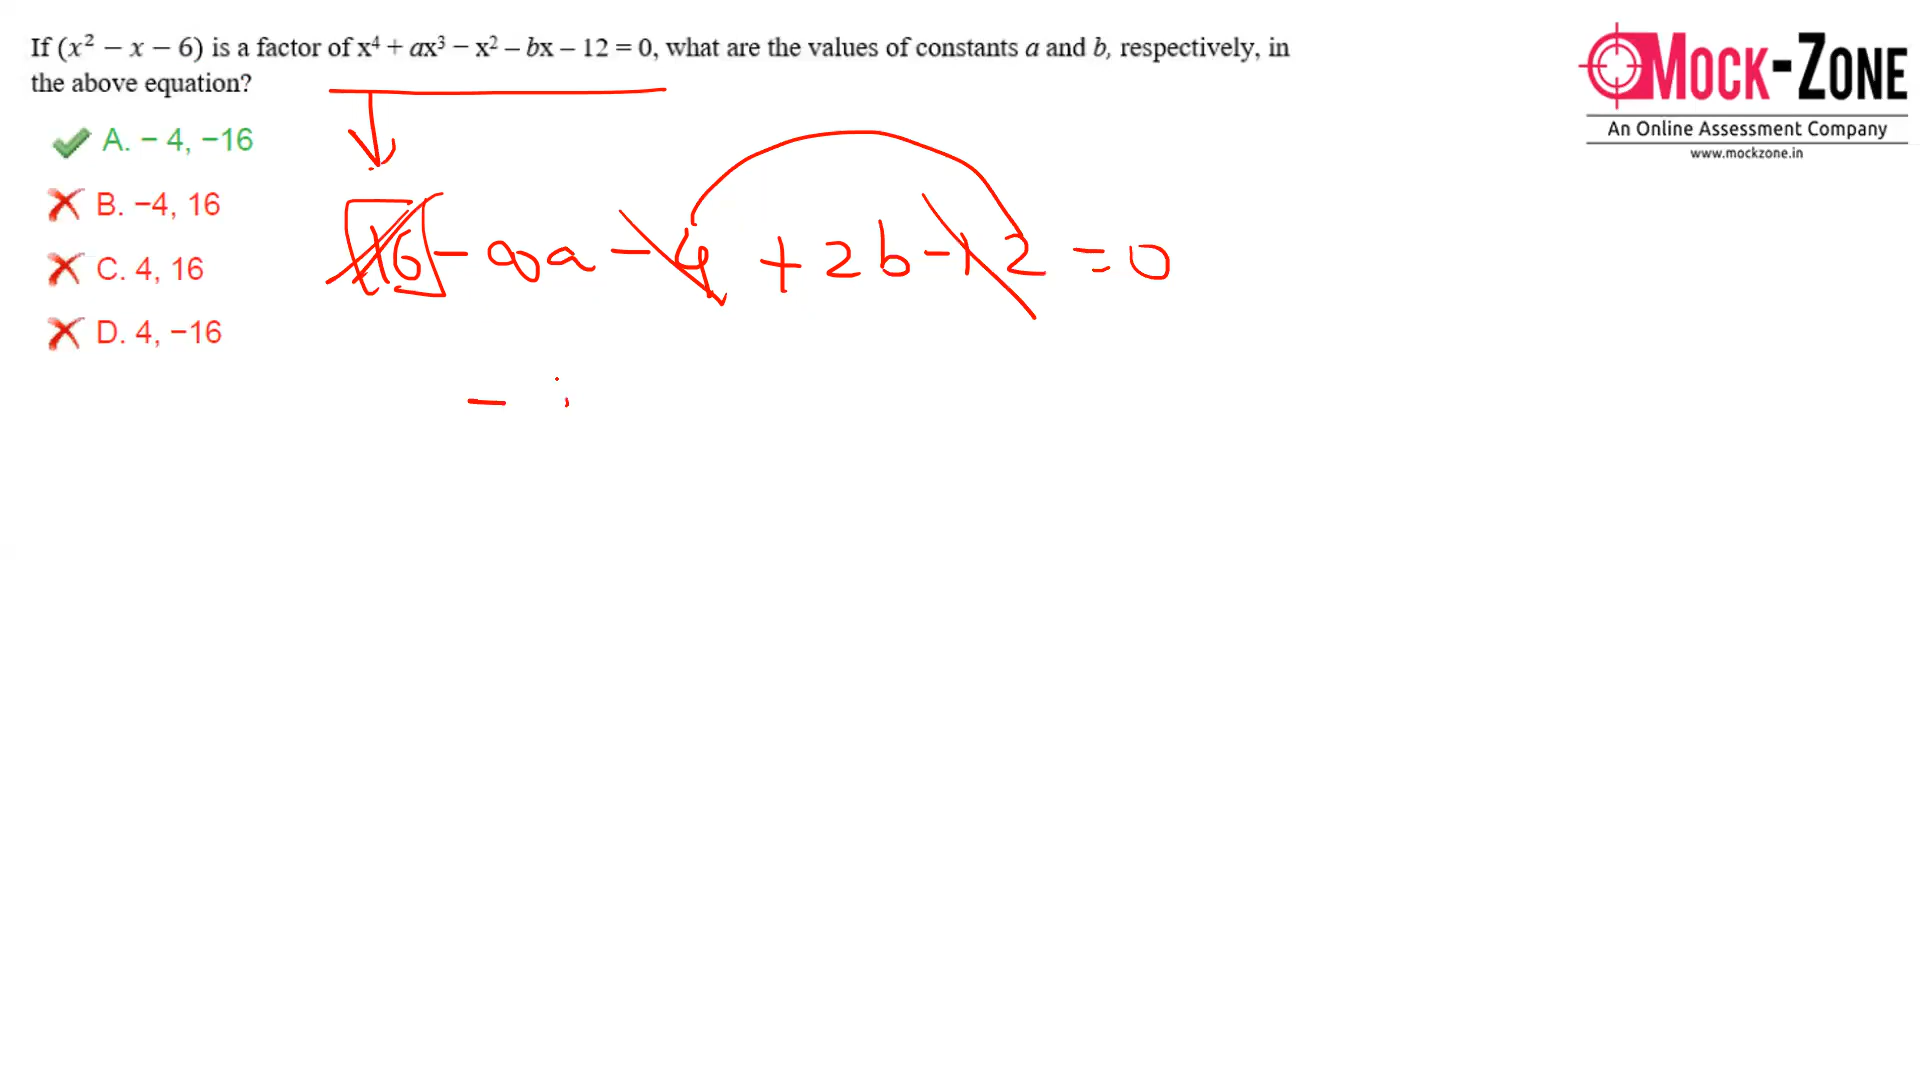 If (x² − x − 6) is a factor of x⁴ + ax³ − x² − bx − 12 = 0, what are the values of constants a and b, respectively, in
the above equation?
A. − 4, −16
B. −4, 16
C. 4, 16
D. 4, −16
16 − 8a − 4 + 2b − 12 = 0
−
MOCK-ZONE
An Online Assessment Company
www.mockzone.in